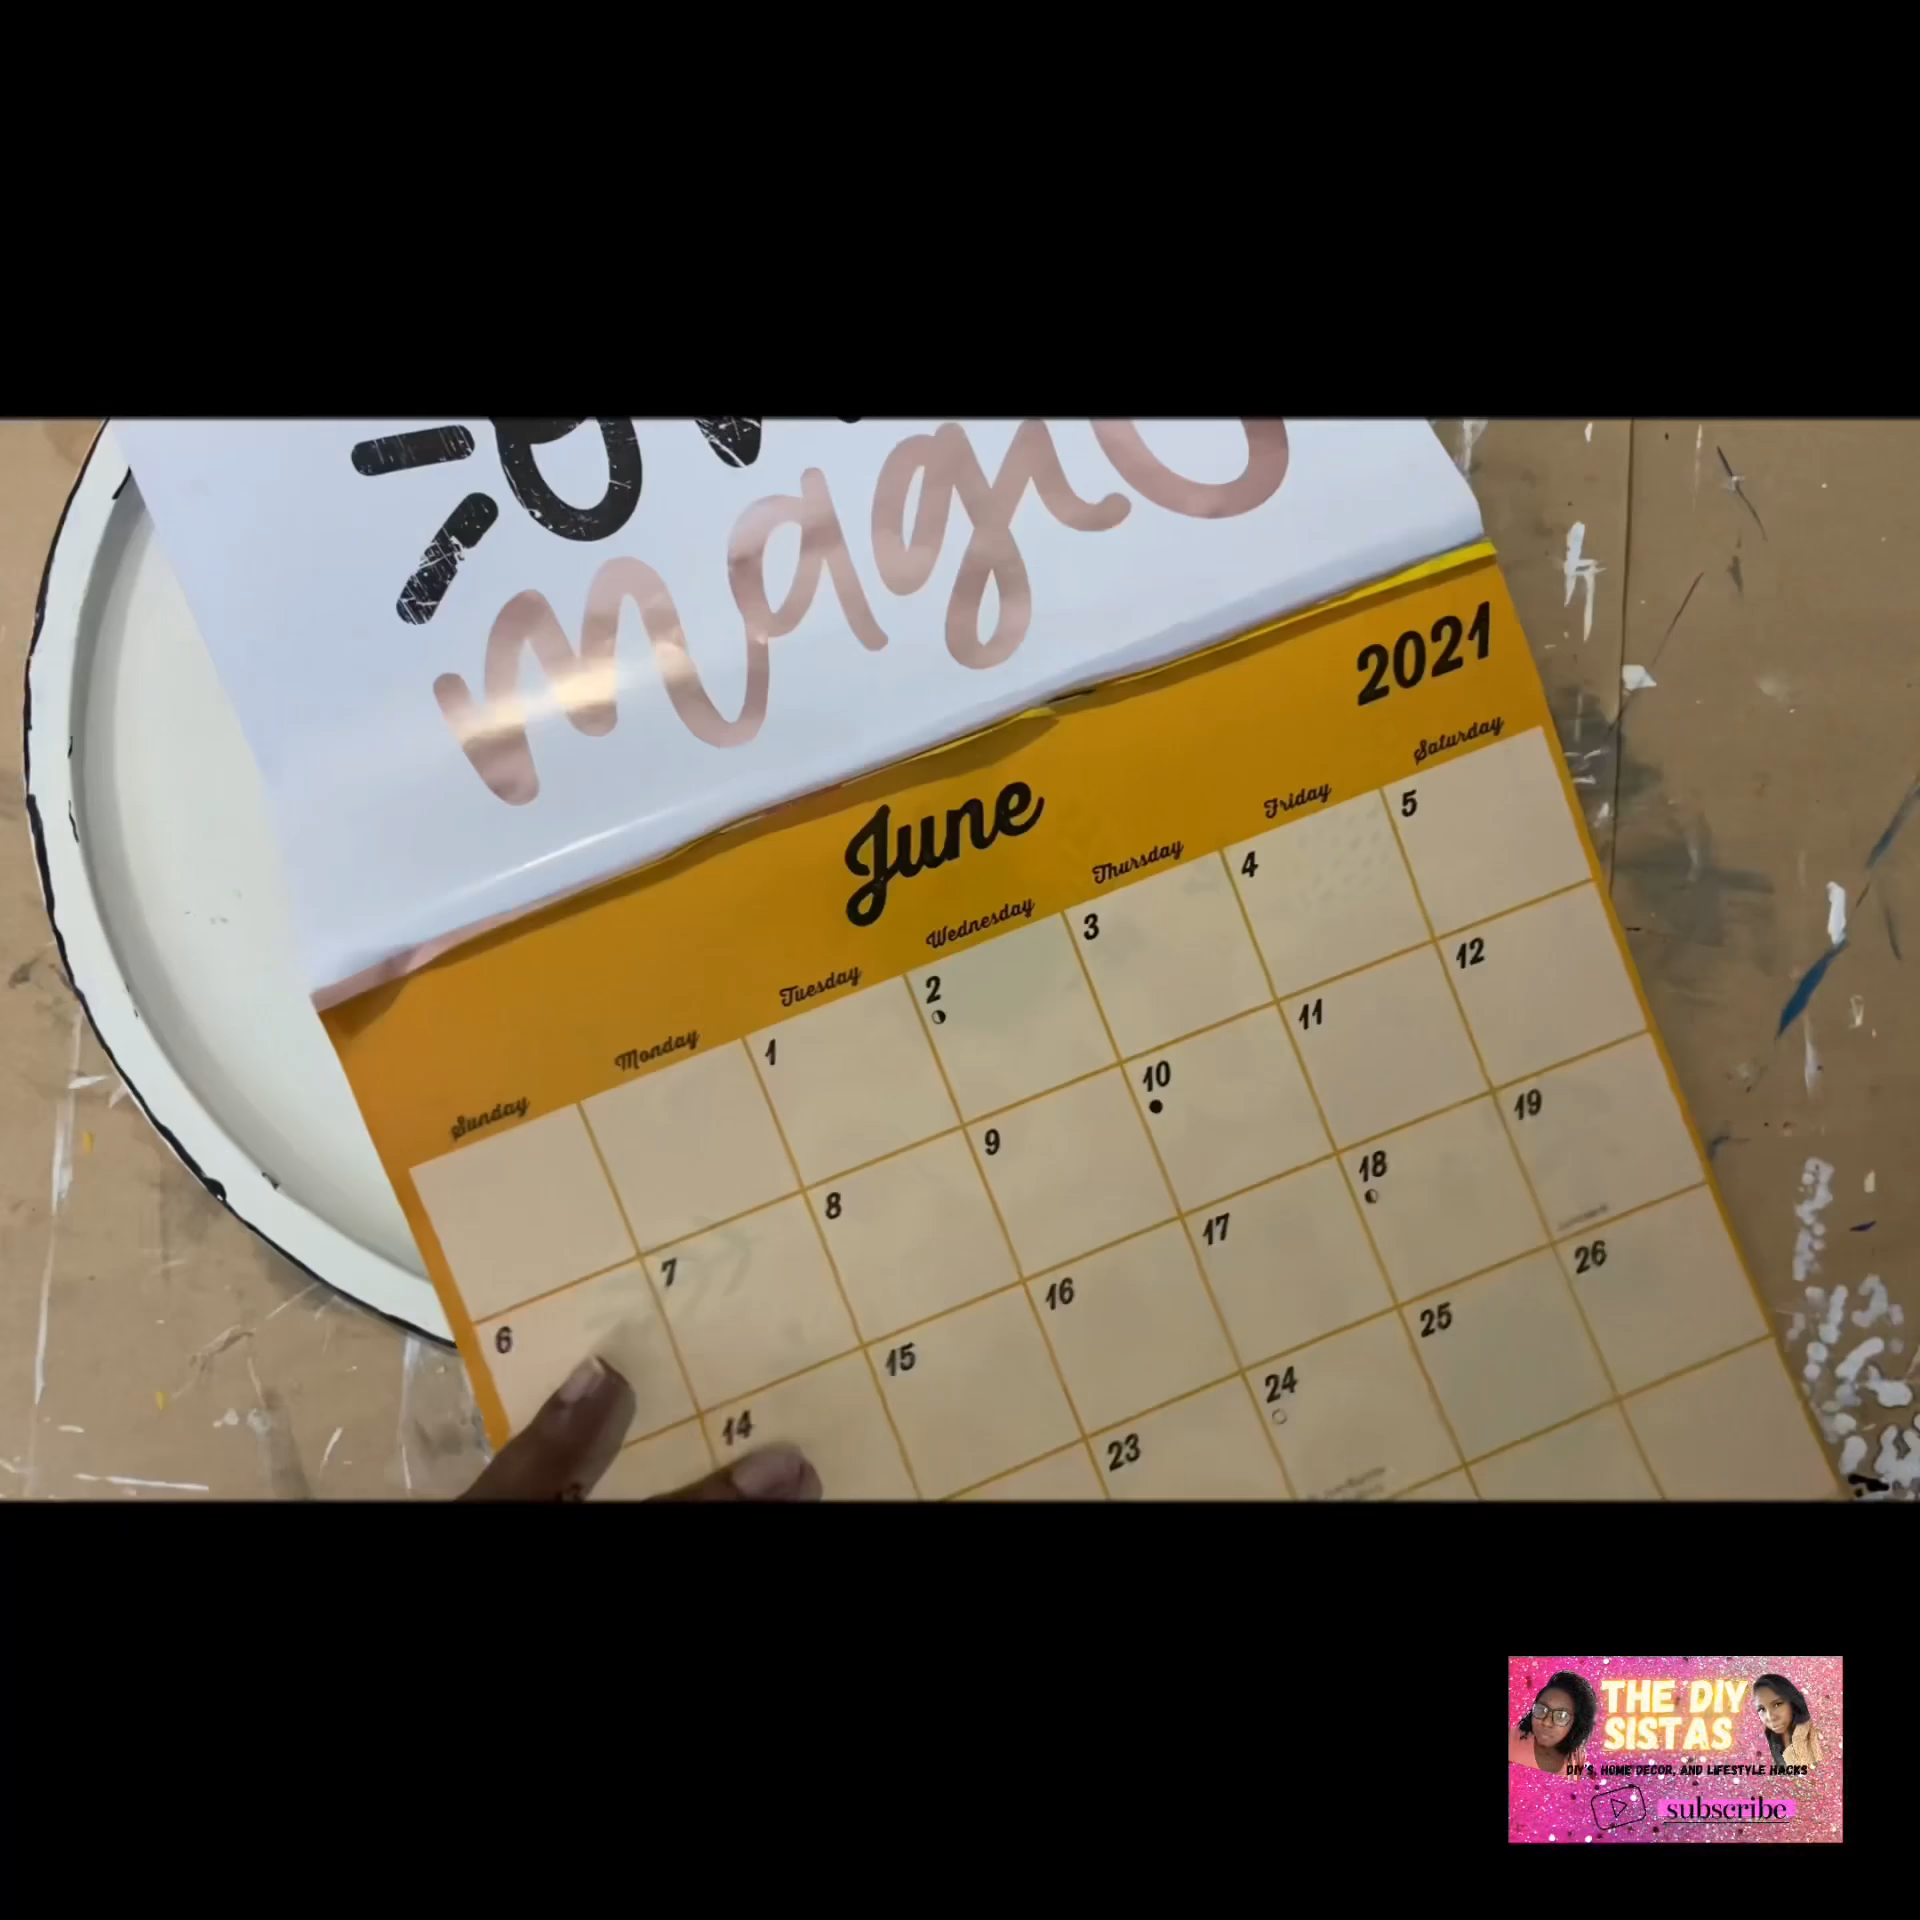 magic
2021
June
Sunday Monday Tuesday Wednesday Thursday Friday Saturday
1 2 3 4 5
6 7 8 9 10 11 12
14 15 16 17 18 19
23 24 25 26
THE DIY
SISTAS
DIY'S, HOME DECOR, AND LIFESTYLE HACKS
subscribe